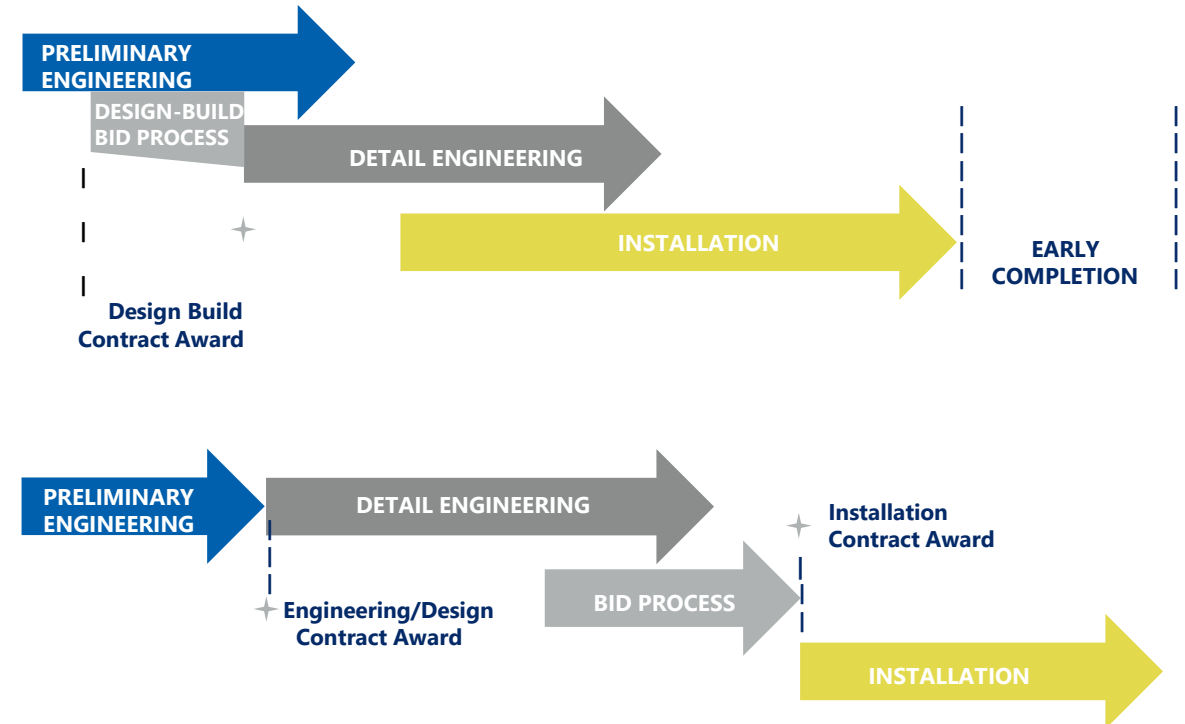 PRELIMINARY
ENGINEERING
DESIGN-BUILD
BID PROCESS
DETAIL ENGINEERING
INSTALLATION
EARLY
COMPLETION
Design Build
Contract Award
PRELIMINARY
ENGINEERING
DETAIL ENGINEERING
Installation
Contract Award
BID PROCESS
Engineering/Design
Contract Award
INSTALLATION